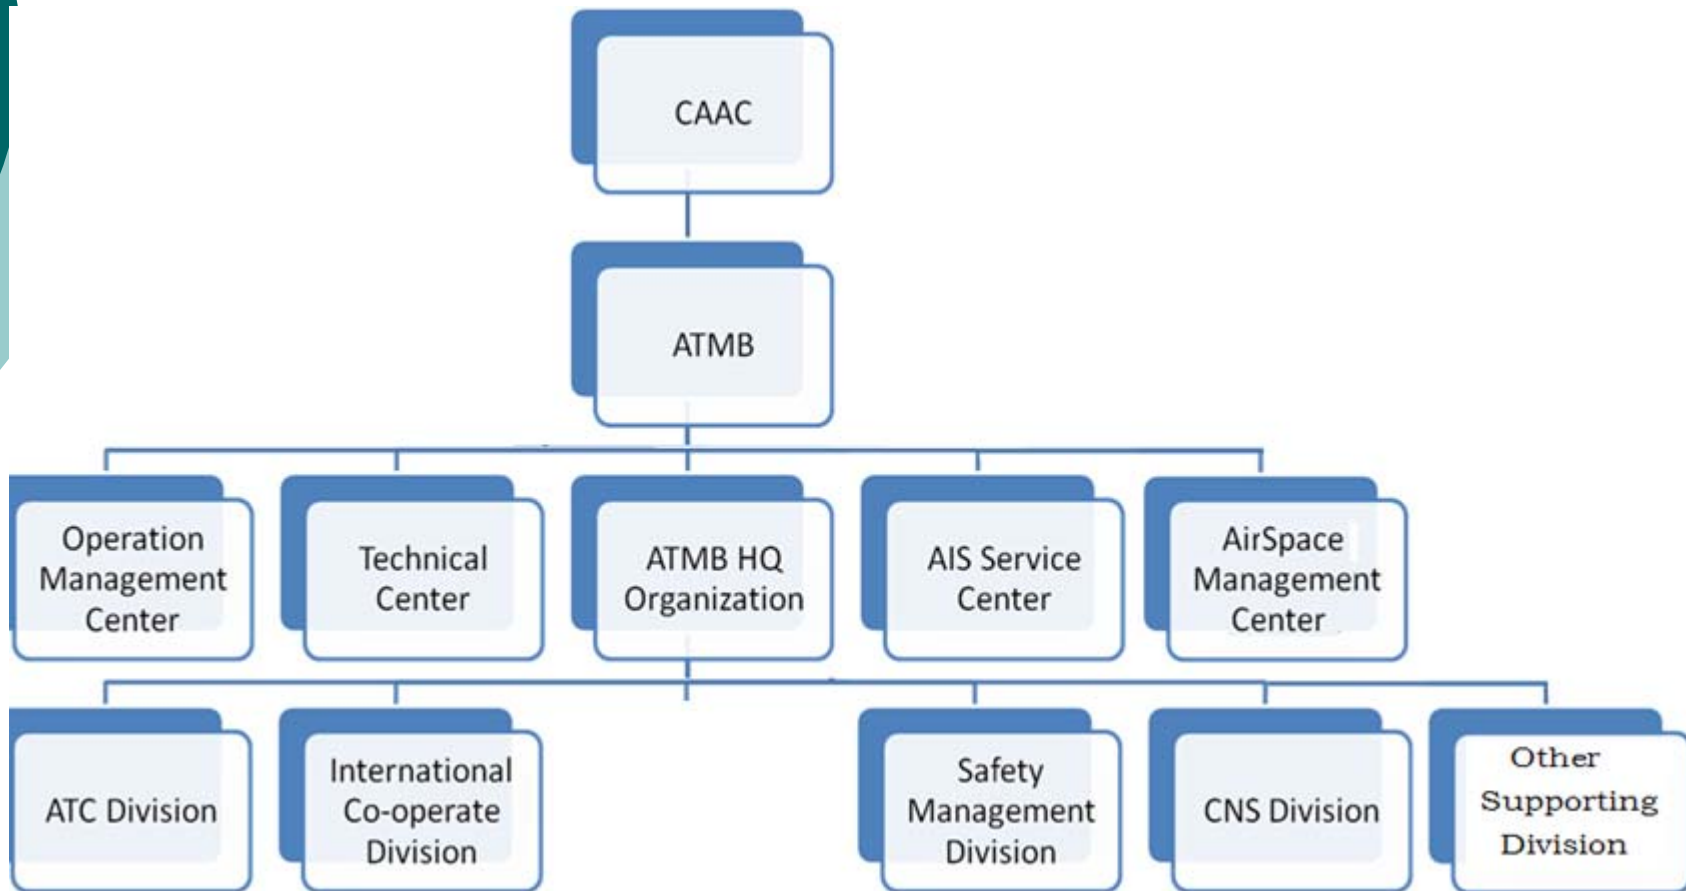 CAAC
ATMB
Operation
Management
Center
Technical
Center
ATMB HQ
Organization
AIS Service
Center
AirSpace
Management
Center
ATC Division
International
Co-operate
Division
Safety
Management
Division
CNS Division
Other
Supporting
Division